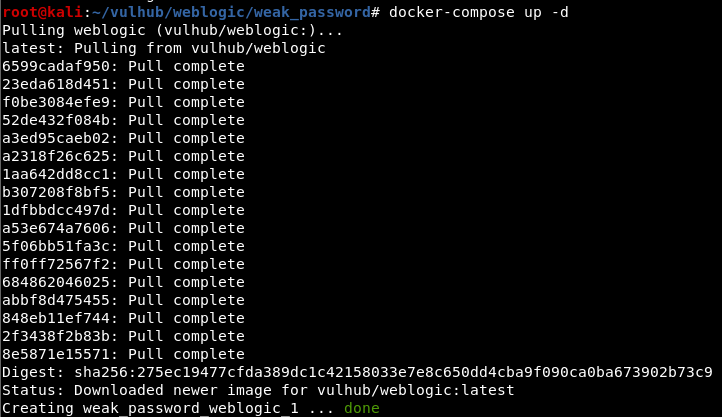 root@kali:~/vulhub/weblogic/weak_password# docker-compose up -d
Pulling weblogic (vulhub/weblogic:)...
latest: Pulling from vulhub/weblogic
6599cadaf950: Pull complete
23eda618d451: Pull complete
f0be3084efe9: Pull complete
52de432f084b: Pull complete
a3ed95caeb02: Pull complete
a2318f26c625: Pull complete
1aa642dd8cc1: Pull complete
b307208f8bf5: Pull complete
1dfbbdcc497d: Pull complete
a53e674a7606: Pull complete
5f06bb51fa3c: Pull complete
ff0ff72567f2: Pull complete
684862046025: Pull complete
abbf8d475455: Pull complete
848eb11ef744: Pull complete
2f3438f2b83b: Pull complete
8e5871e15571: Pull complete
Digest: sha256:275ec19477cfda389dc1c42158033e7e8c650dd4cba9f090ca0ba673902b73c9
Status: Downloaded newer image for vulhub/weblogic:latest
Creating weak_password_weblogic_1 ... done